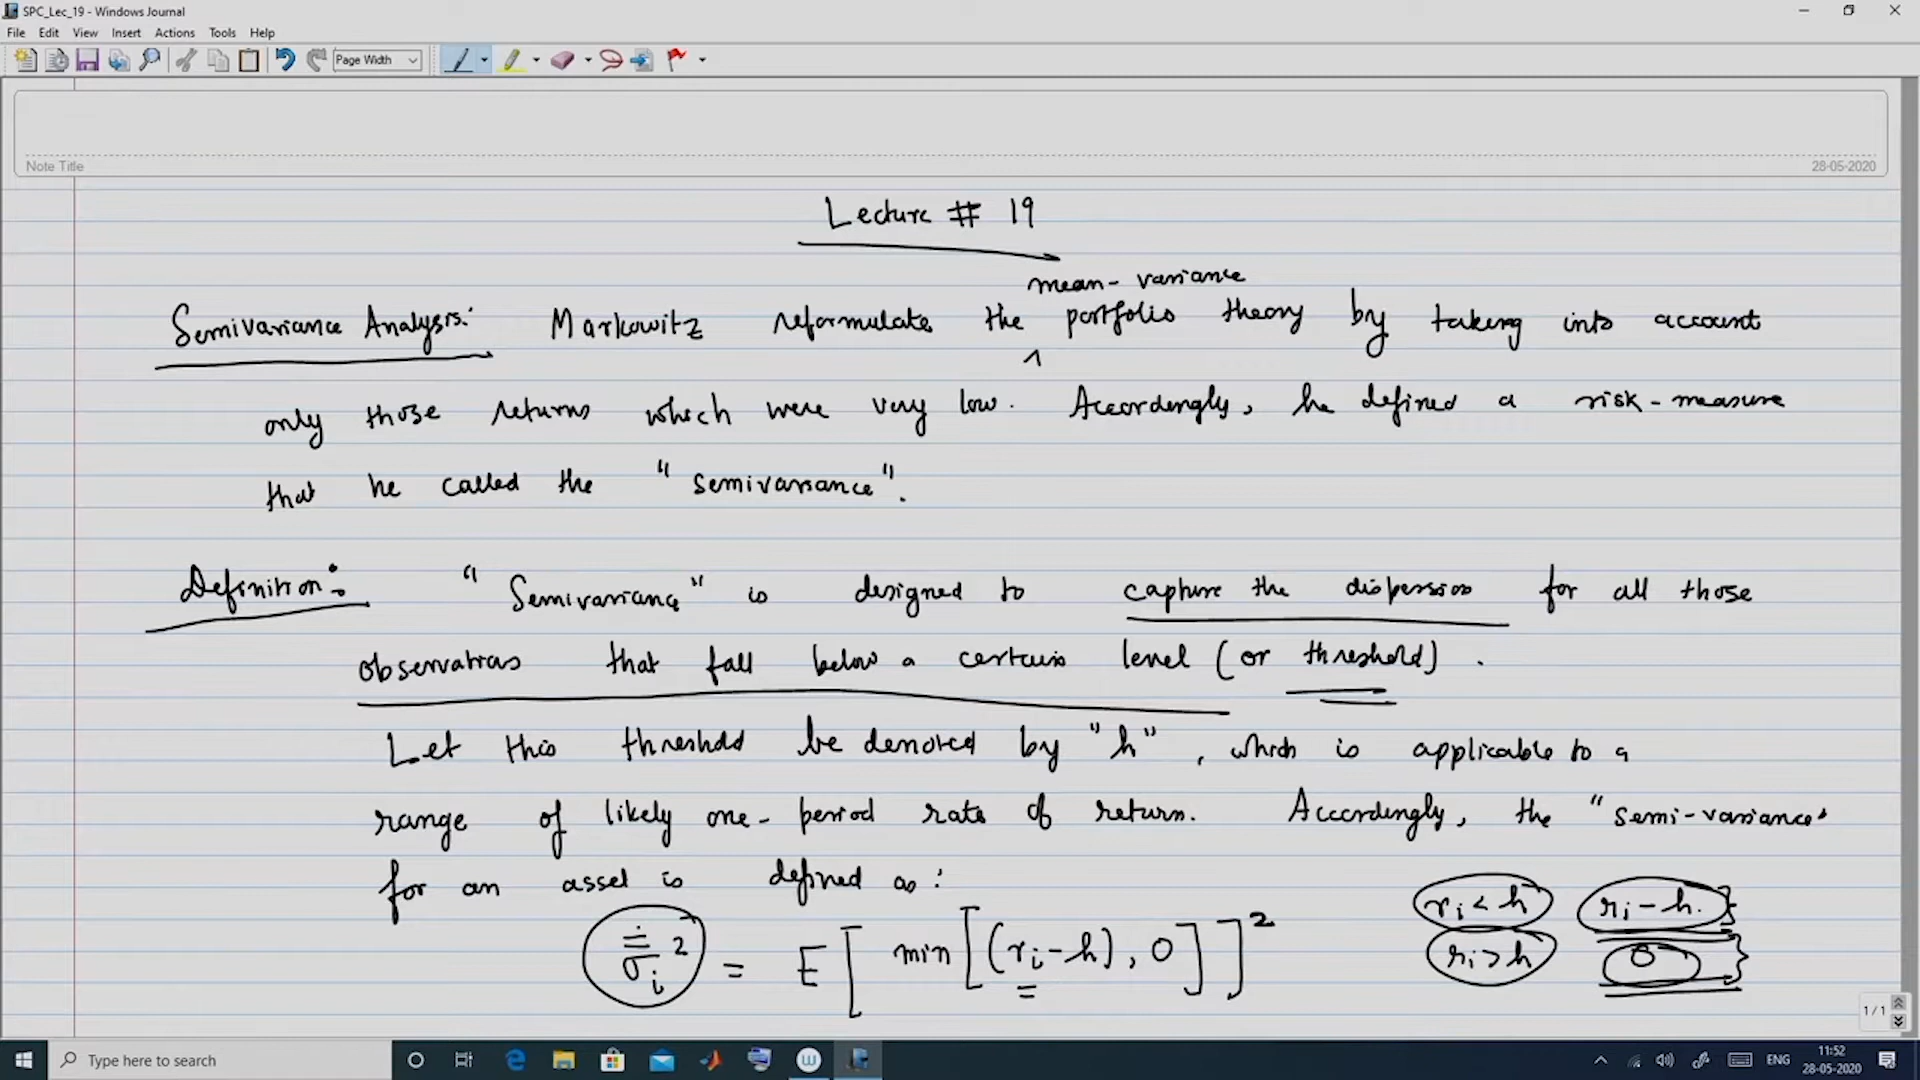 SPC_Lec_19 - Windows Journal
File Edit View Insert Actions Tools Help
Page Width
Note Title
28-05-2020
Lecture # 19
mean-variance
Semivariance Analysis: Markowitz reformulate the ^ portfolio theory by taking into account
only those returns which were very low. Accordingly, he defined a risk-measure
that he called the "semivariance".
Definition: "Semivariance" is designed to capture the dispersion for all those
observations that fall below a certain level (or threshold).
Let this threshold be denoted by "h", which is applicable to a
range of likely one-period rate of return. Accordingly, the "semi-variance"
for an asset is defined as:
σ̄ᵢ² = E[min[(rᵢ-h), 0]]²
rᵢ < h rᵢ - h.
rᵢ > h 0
1 / 1
Type here to search
ENG
11:52
28-05-2020